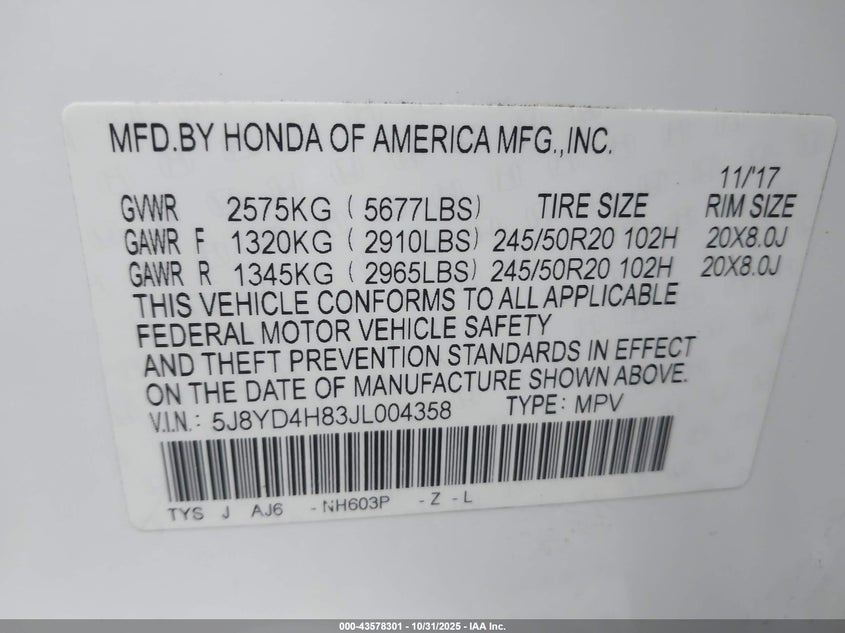 MFD.BY HONDA OF AMERICA MFG.,INC.
11/'17
GVWR 2575KG ( 5677LBS) TIRE SIZE RIM SIZE
GAWR F 1320KG ( 2910LBS) 245/50R20 102H 20X8.0J
GAWR R 1345KG ( 2965LBS) 245/50R20 102H 20X8.0J
THIS VEHICLE CONFORMS TO ALL APPLICABLE
FEDERAL MOTOR VEHICLE SAFETY
AND THEFT PREVENTION STANDARDS IN EFFECT
ON THE DATE OF MANUFACTURE SHOWN ABOVE.
V.I.N.: 5J8YD4H83JL004358 TYPE: MPV
TYS J AJ6 -NH603P -Z -L
000-43578301 - 10/31/2025 - IAA Inc.